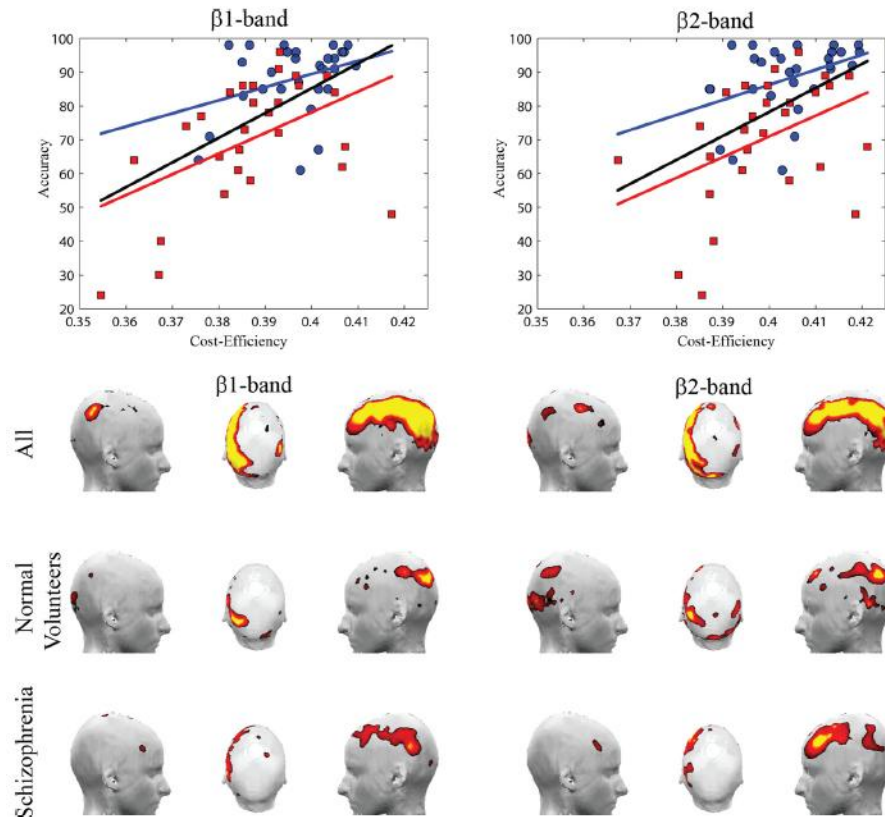 β1-band
β2-band
100
90
80
70
60
50
40
30
20
Accuracy
0.35
0.36
0.37
0.38
0.39
0.4
0.41
0.42
Cost-Efficiency
100
90
80
70
60
50
40
30
20
Accuracy
0.35
0.36
0.37
0.38
0.39
0.4
0.41
0.42
Cost-Efficiency
β1-band
β2-band
All
Normal
Volunteers
Schizophrenia